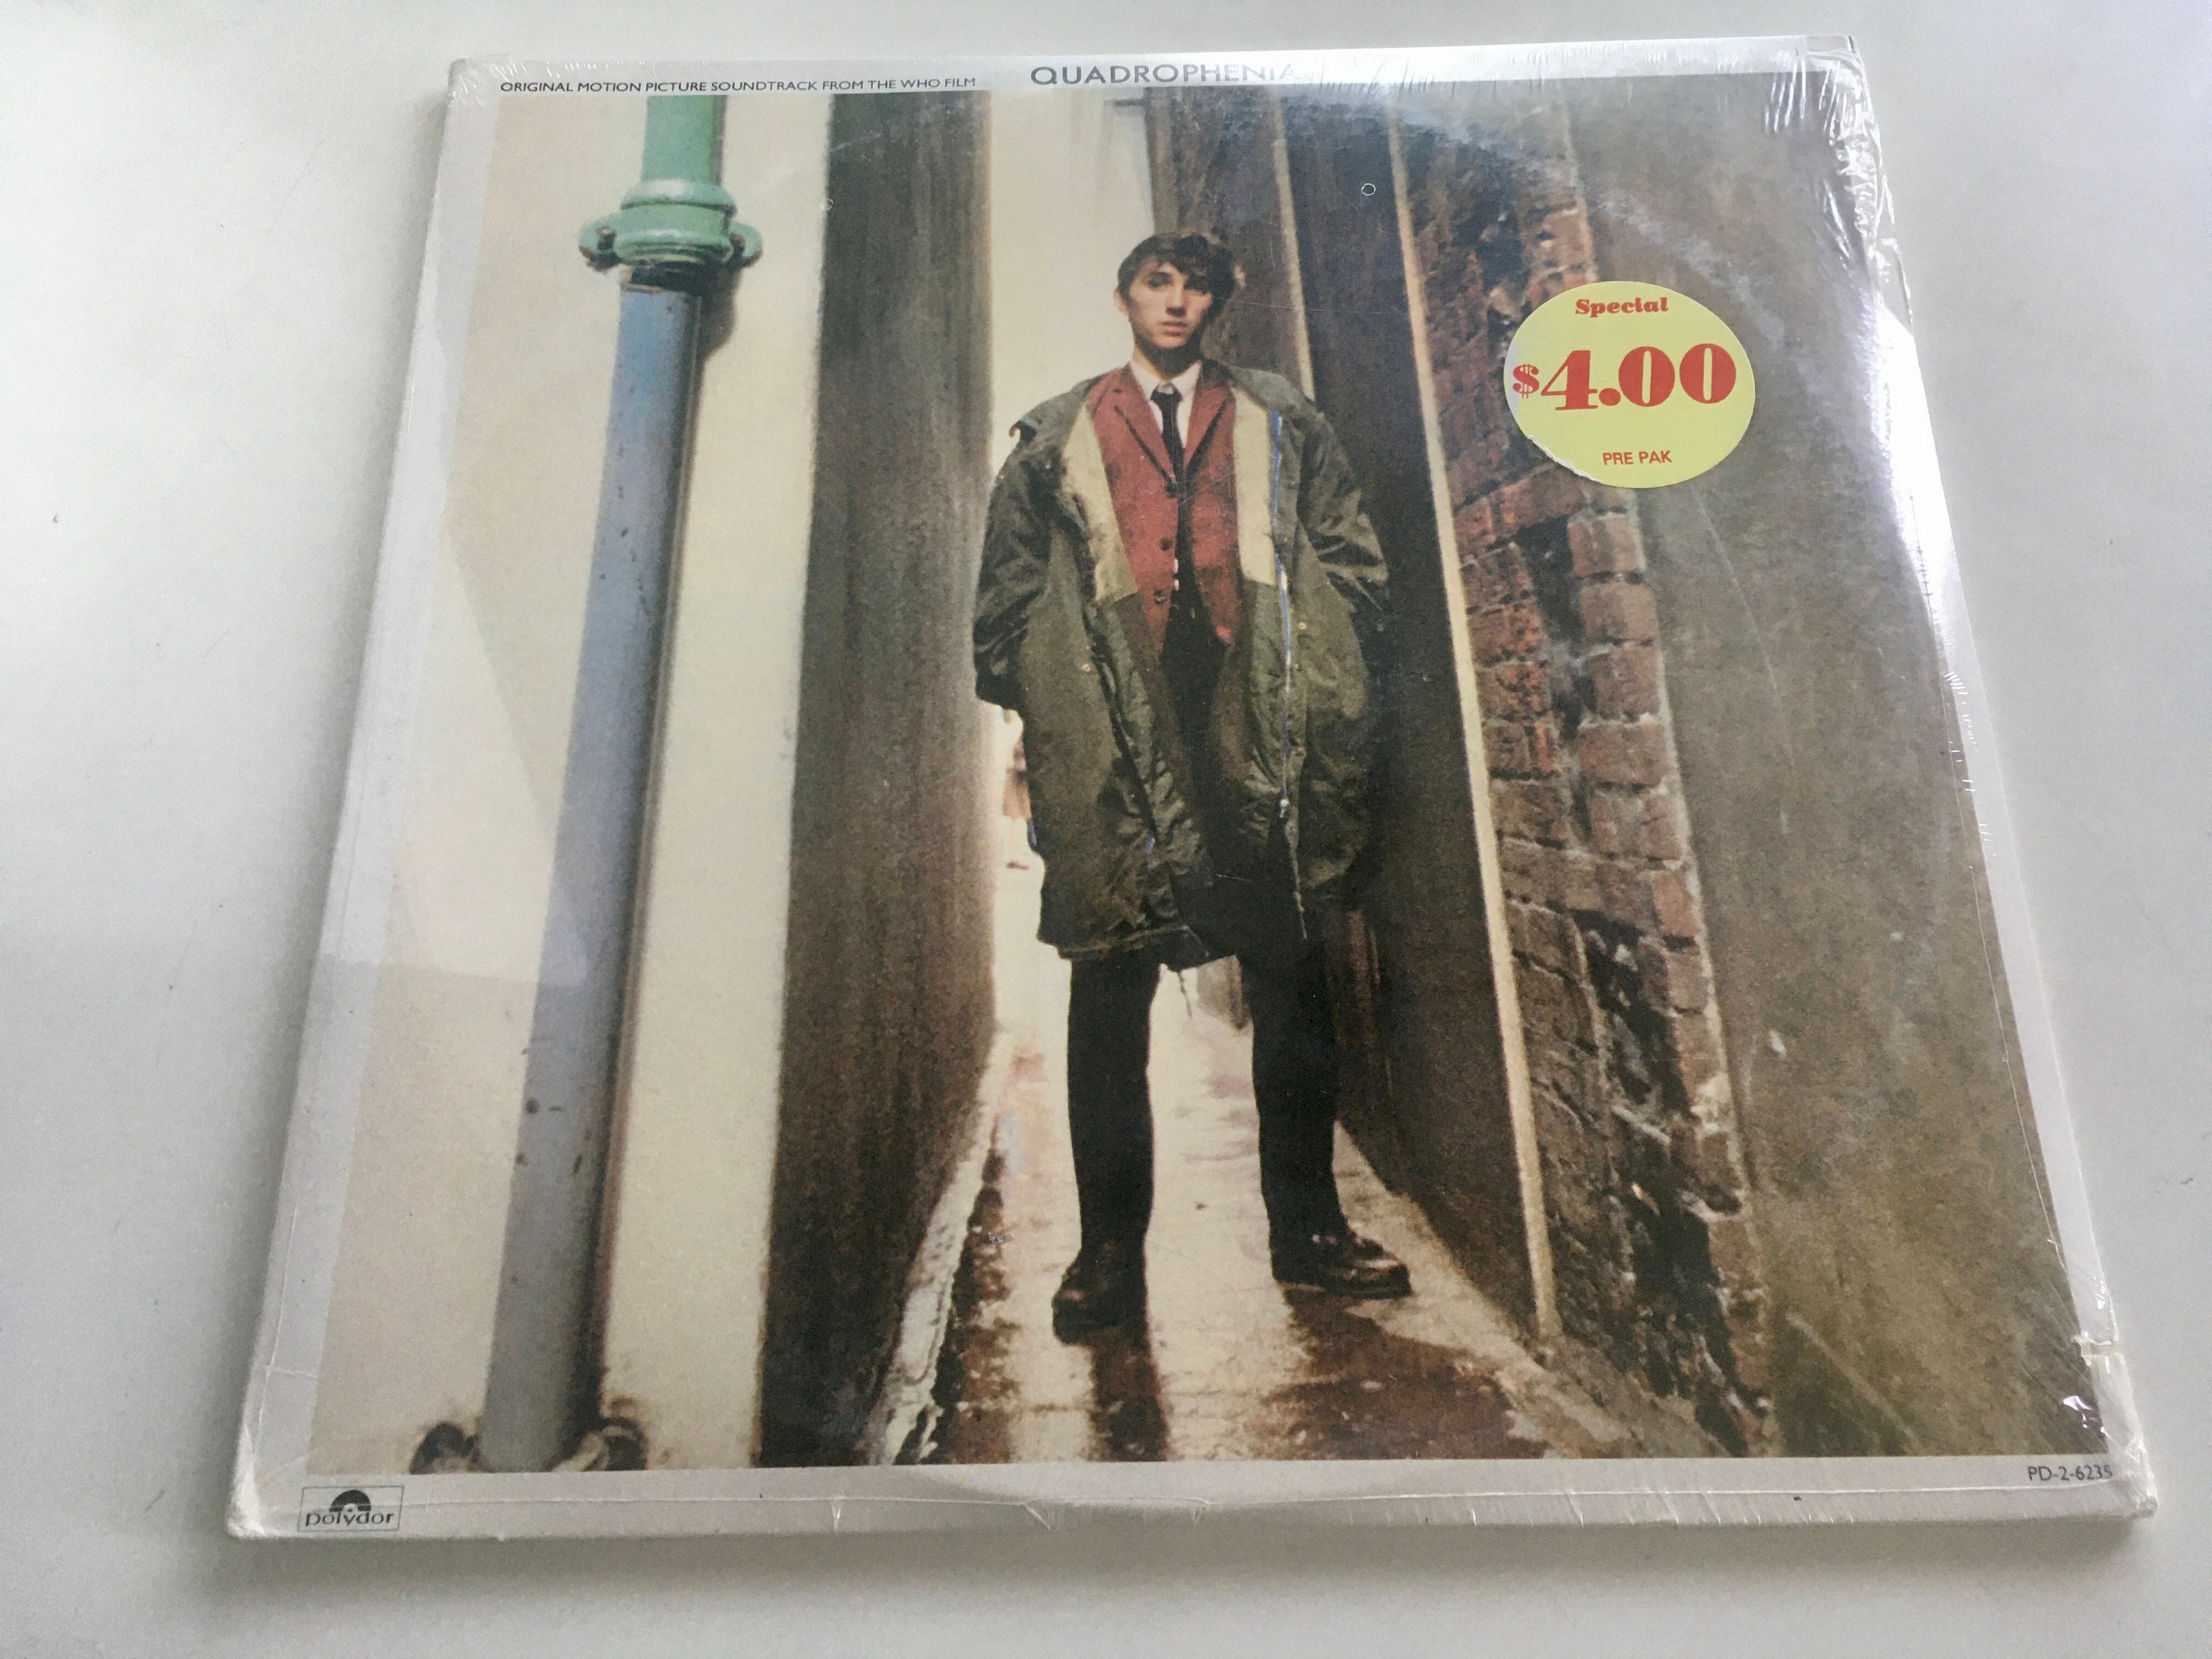 ORIGINAL MOTION PICTURE SOUNDTRACK FROM THE WHO FILM
QUADROPHENIA
Special
$4.00
PRE PAK
polydor
PD-2-6235